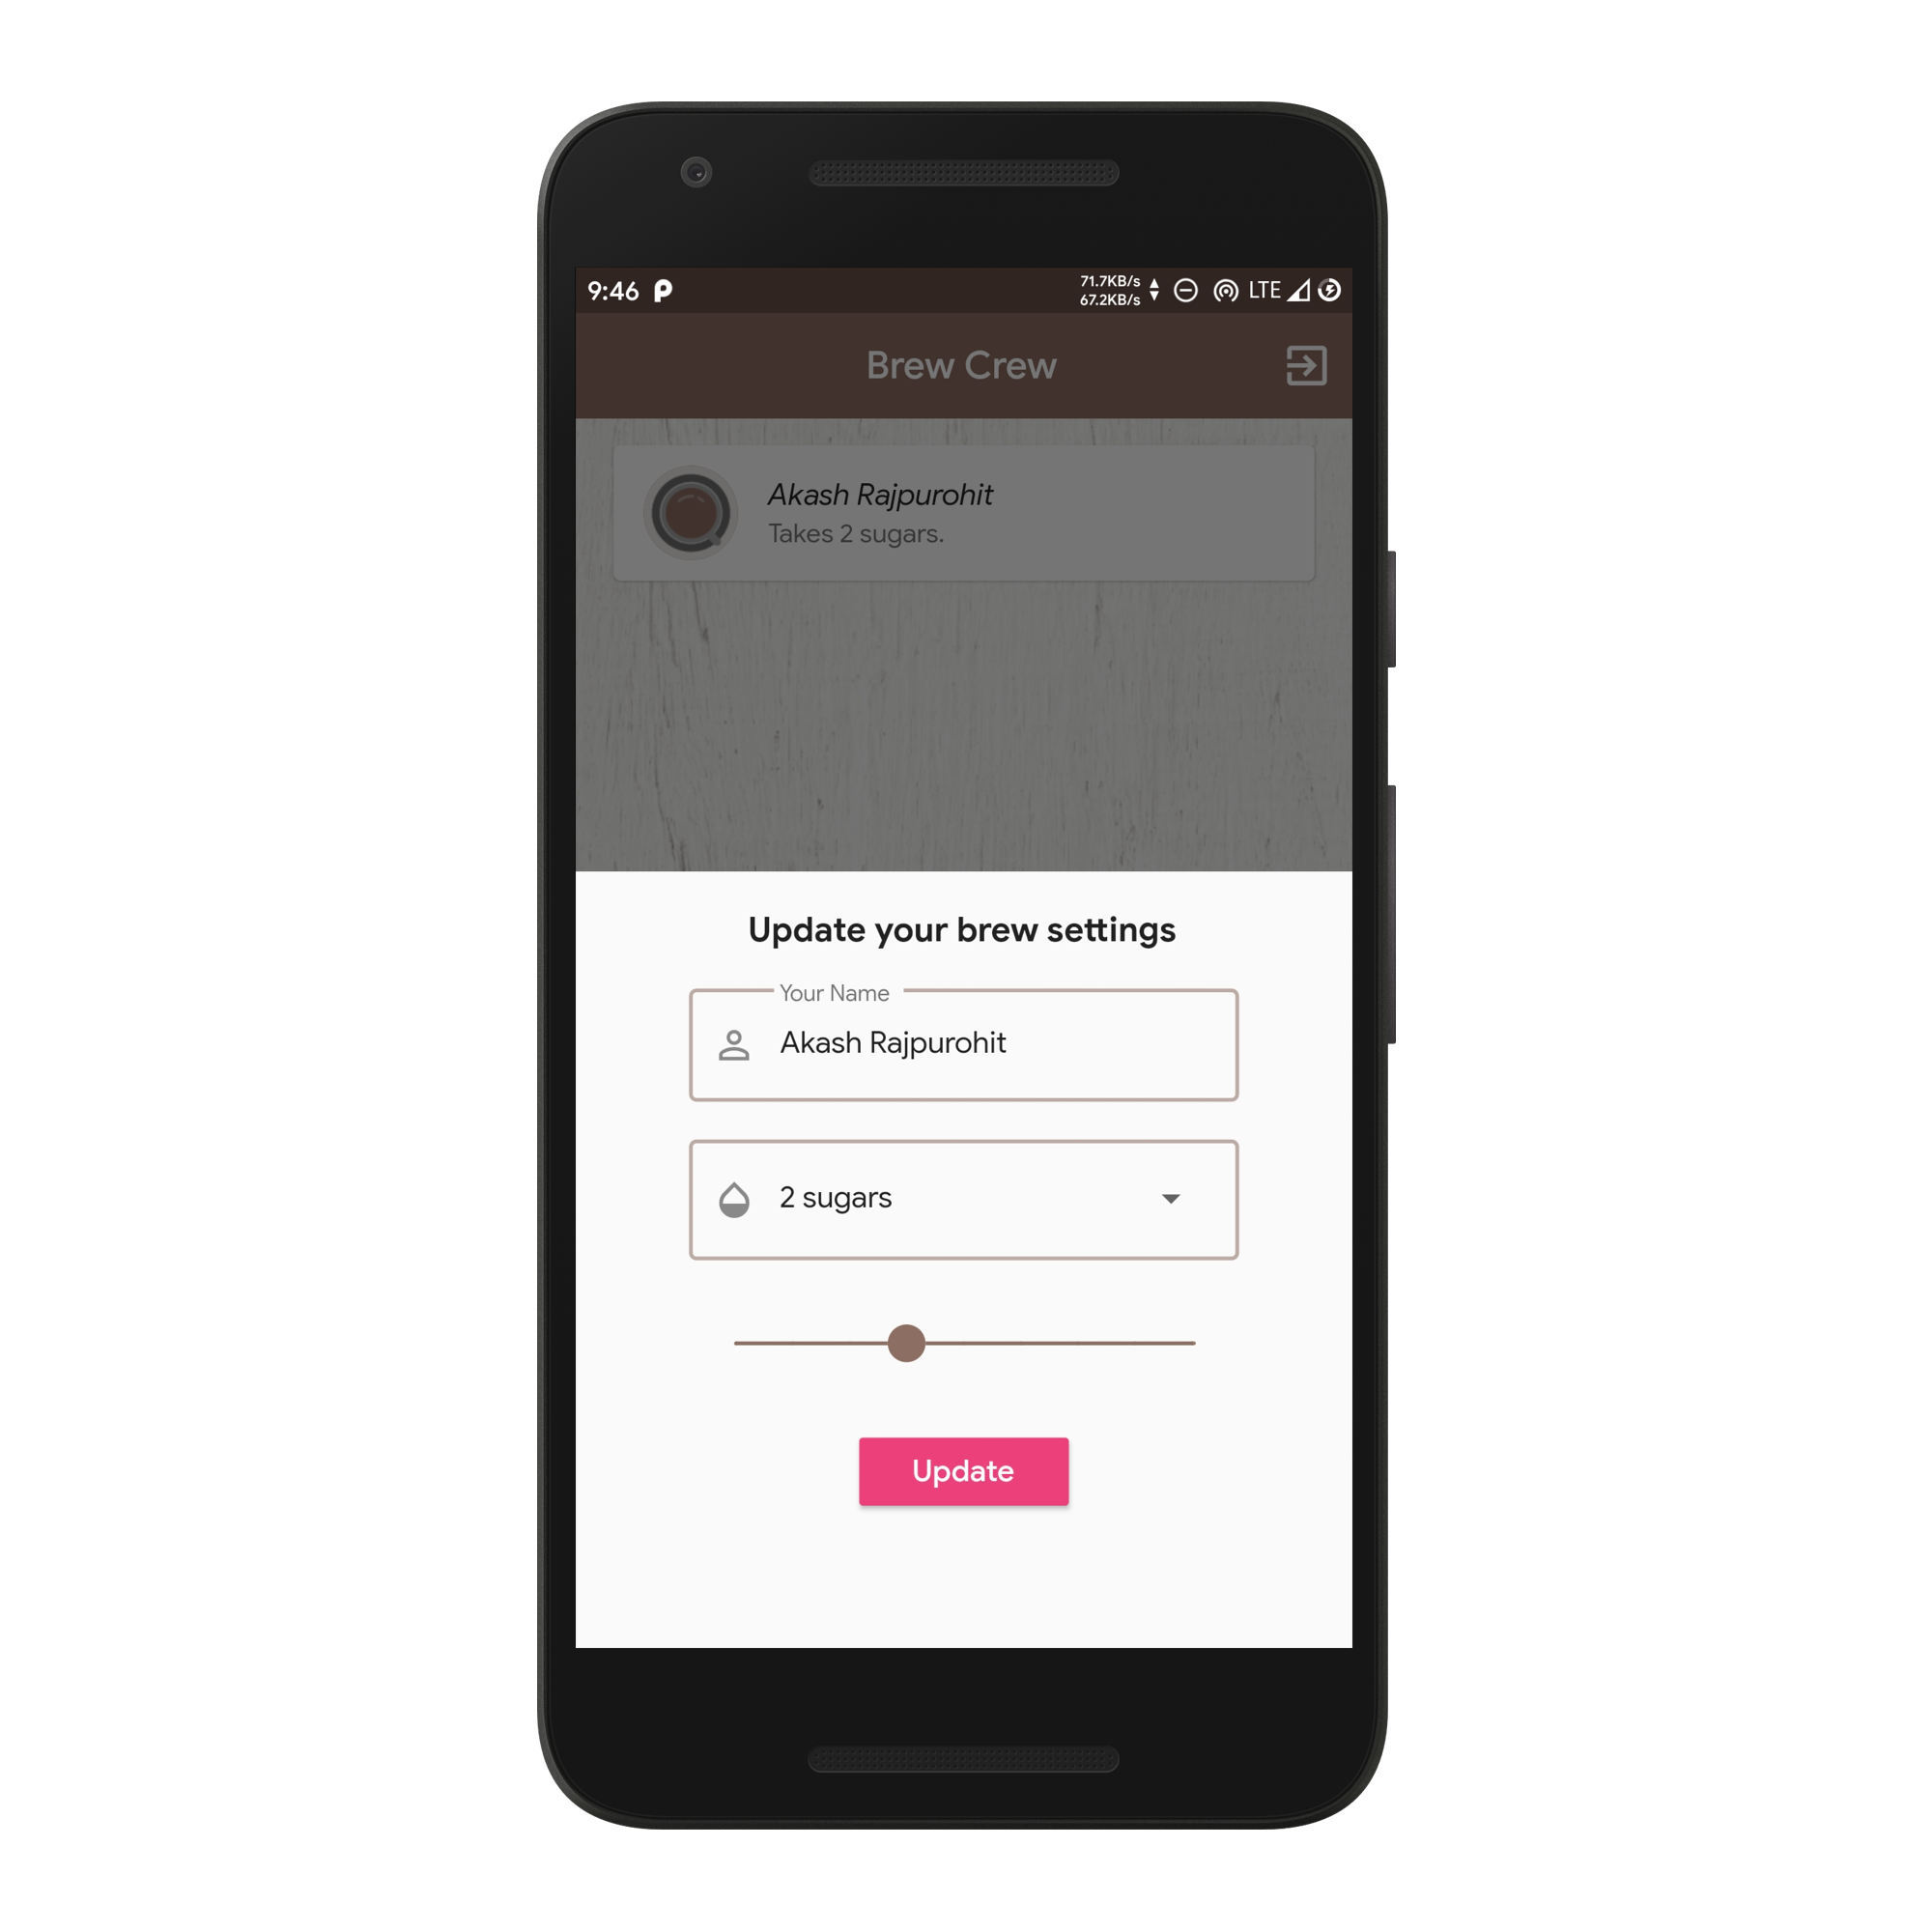 9:46
71.7KB/s
67.2KB/s
LTE
Brew Crew
Akash Rajpurohit
Takes 2 sugars.
Update your brew settings
Your Name
Akash Rajpurohit
2 sugars
Update